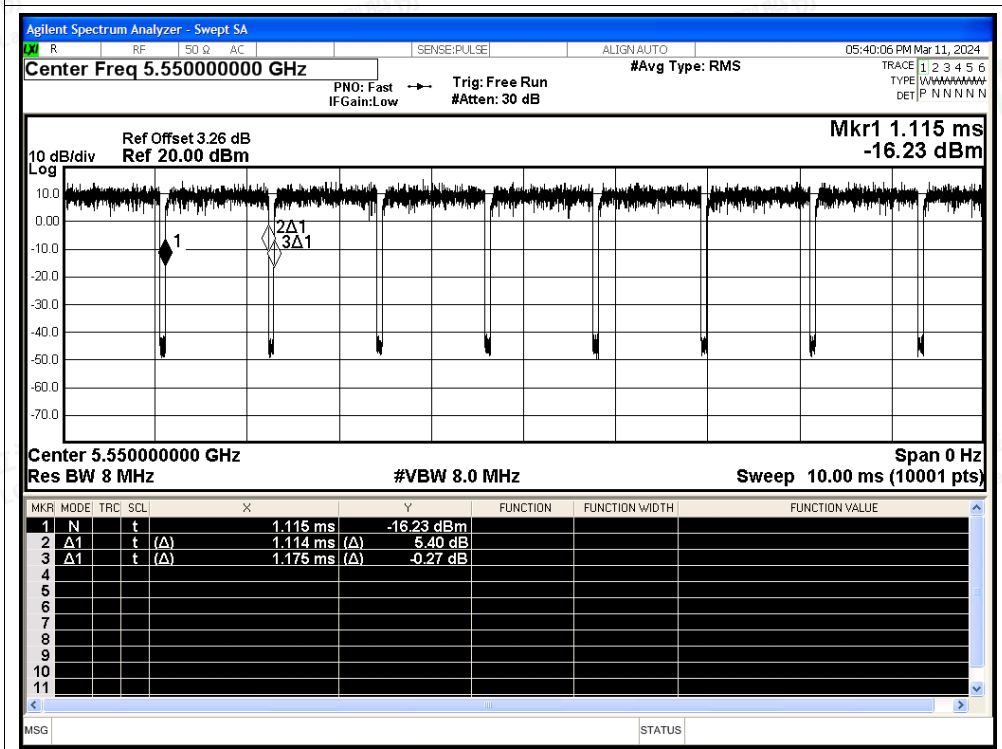 Agilent Spectrum Analyzer - Swept SA
LXI R RF 50 Ω AC SENSE:PULSE ALIGN AUTO 05:40:06 PM Mar 11, 2024
Center Freq 5.550000000 GHz #Avg Type: RMS TRACE 1 2 3 4 5 6
PNO: Fast Trig: Free Run TYPE WWWWWW
IFGain:Low #Atten: 30 dB DET P N N N N N
Mkr1 1.115 ms
Ref Offset 3.26 dB
10 dB/div Ref 20.00 dBm -16.23 dBm
Log
10.0
0.00
2Δ1
1 3Δ1
-10.0
-20.0
-30.0
-40.0
-50.0
-60.0
-70.0
Center 5.550000000 GHz Span 0 Hz
Res BW 8 MHz #VBW 8.0 MHz Sweep 10.00 ms (10001 pts)
MKR MODE TRC SCL X Y FUNCTION FUNCTION WIDTH FUNCTION VALUE
1 N t 1.115 ms -16.23 dBm
2 Δ1 t (Δ) 1.114 ms (Δ) 5.40 dB
3 Δ1 t (Δ) 1.175 ms (Δ) -0.27 dB
4
5
6
7
8
9
10
11
MSG STATUS